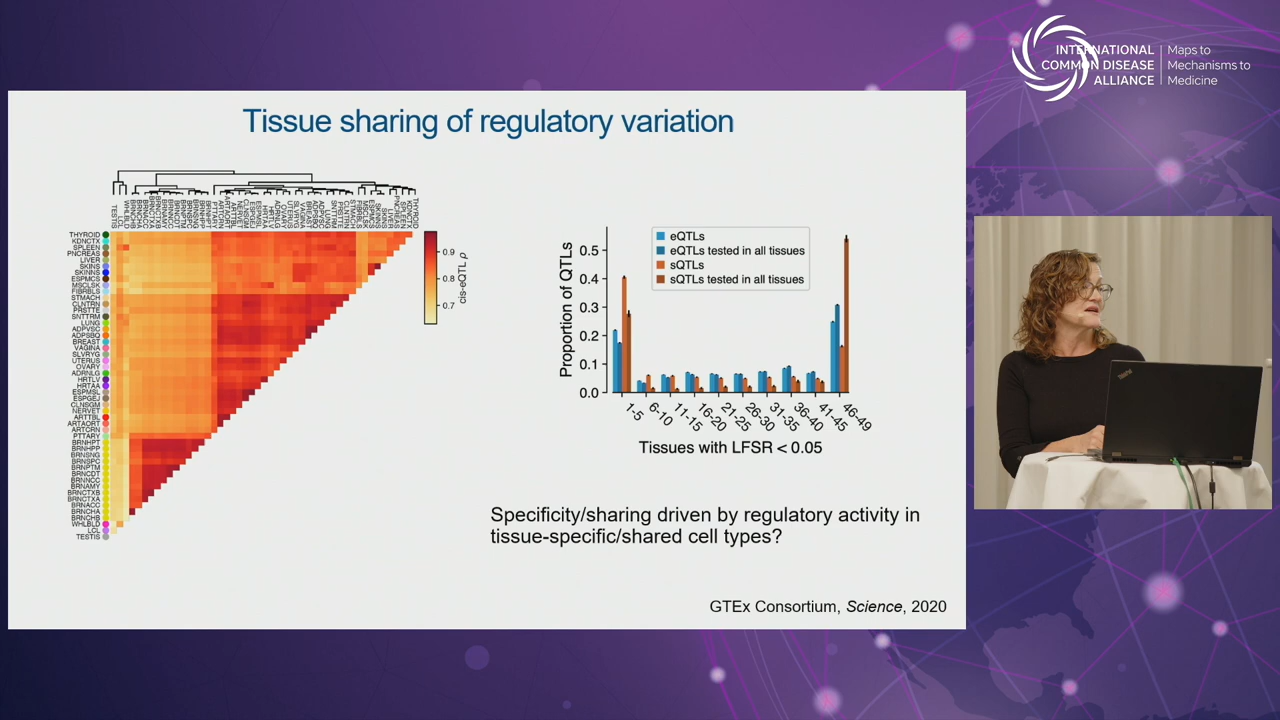 INTERNATIONAL
COMMON DISEASE
ALLIANCE
Maps to
Mechanisms to
Medicine
Tissue sharing of regulatory variation
THYROID
KDNCTX
SPLEEN
PNCREAS
LIVER
SKINS
SKINNS
ESPMCS
MSCLSK
FIBRBLS
STMACH
CLNTRN
PRSTTE
SNTTRM
LUNG
ADPVSC
ADPSBQ
BREAST
VAGINA
SLVRYG
UTERUS
OVARY
ADRNLG
HRTLV
HRTAA
ESPMSL
ESPGEJ
CLNSGM
NERVET
ARTTBL
ARTAORT
ARTCRN
PTTARY
BRNHPT
BRNHPP
BRNSNG
BRNSPC
BRNPTM
BRNCDT
BRNNCC
BRNAMY
BRNCTXB
BRNCTXA
BRNACC
BRNCHA
BRNCHB
WHLBLD
LCL
TESTIS
0.9
0.8
0.7
cis-eQTL ρ
eQTLs
eQTLs tested in all tissues
sQTLs
sQTLs tested in all tissues
Proportion of QTLs
0.5
0.4
0.3
0.2
0.1
0.0
1-5
6-10
11-15
16-20
21-25
26-30
31-35
36-40
41-45
46-49
Tissues with LFSR < 0.05
Specificity/sharing driven by regulatory activity in
tissue-specific/shared cell types?
GTEx Consortium, Science, 2020
ThinkPad